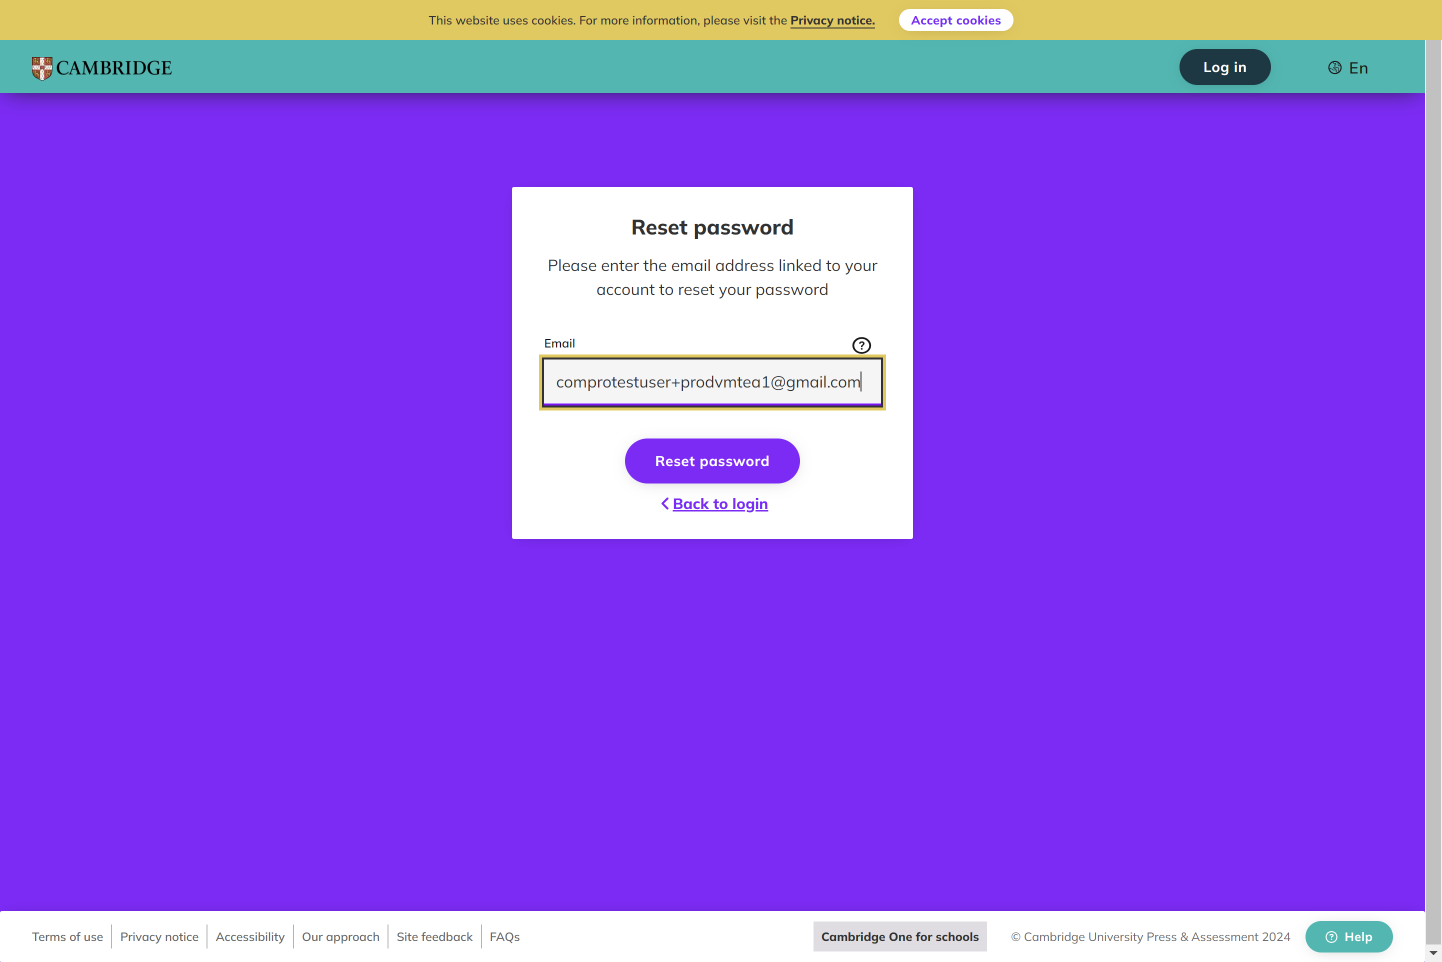 This website uses cookies. For more information, please visit the Privacy notice.
Accept cookies
CAMBRIDGE
Log in
En
Reset password
Please enter the email address linked to your
account to reset your password
Email
?
comprotestuser+prodvmtea1@gmail.com
Reset password
Back to login
Terms of use
Privacy notice
Accessibility
Our approach
Site feedback
FAQs
Cambridge One for schools
© Cambridge University Press & Assessment 2024
? Help